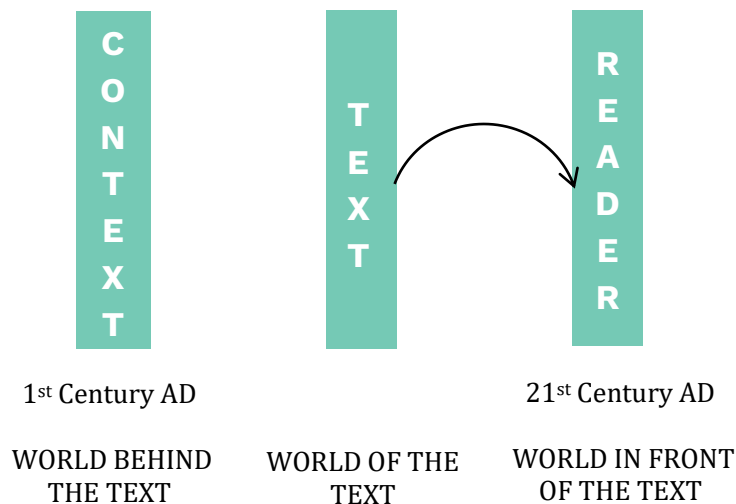 CONTEXT
TEXT
READER
1st Century AD
21st Century AD
WORLD BEHIND
THE TEXT
WORLD OF THE
TEXT
WORLD IN FRONT
OF THE TEXT